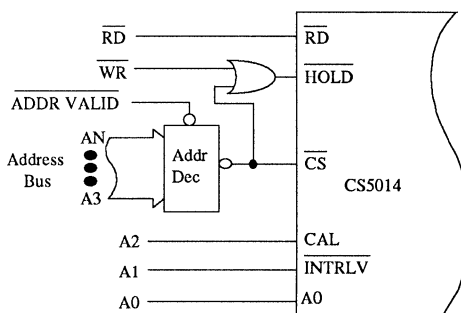 RD RD
WR HOLD
ADDR VALID
AN
Address
Bus
A3
Addr
Dec
CS
CS5014
A2 CAL
A1 INTRLV
A0 A0